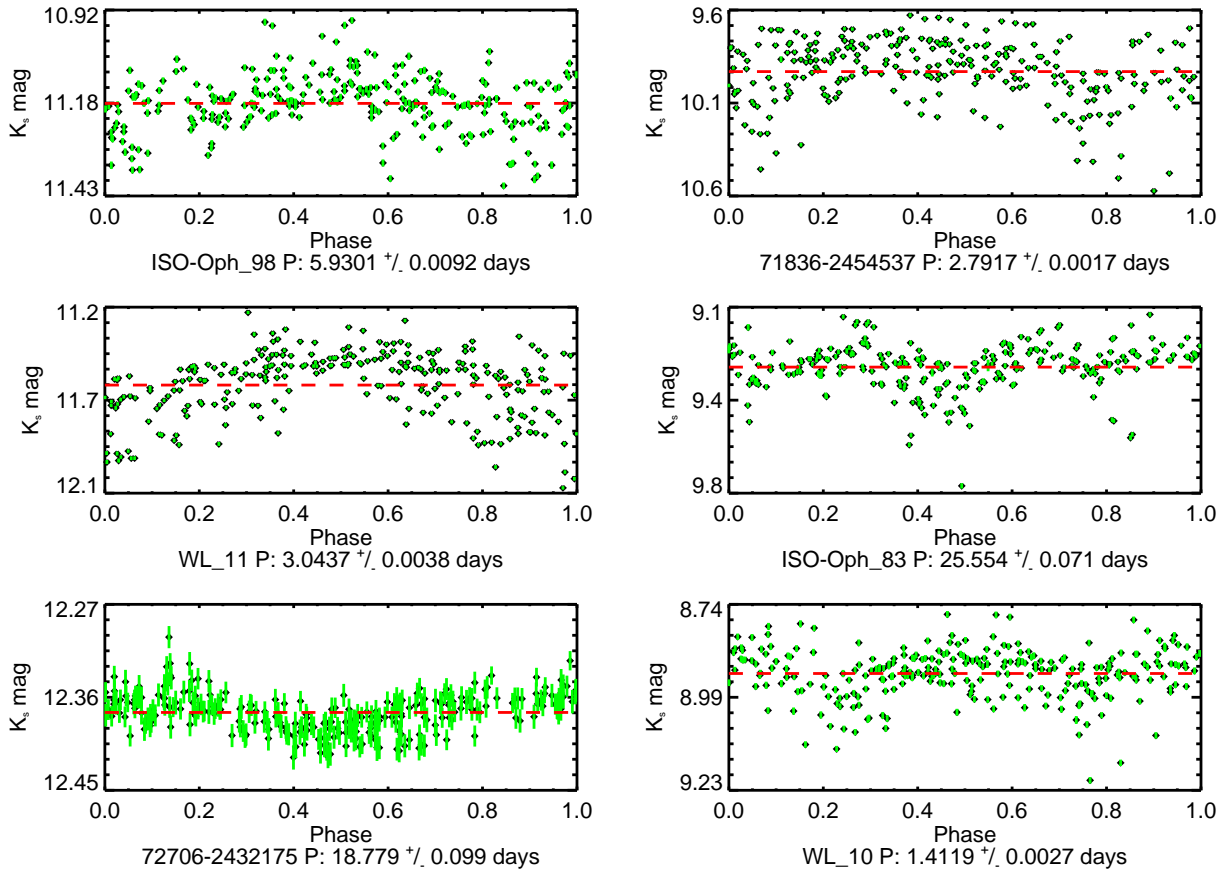 10.92
11.18
11.43
K_s mag
0.0 0.2 0.4 0.6 0.8 1.0
Phase
ISO-Oph_98 P: 5.9301 +/- 0.0092 days
9.6
10.1
10.6
K_s mag
0.0 0.2 0.4 0.6 0.8 1.0
Phase
71836-2454537 P: 2.7917 +/- 0.0017 days
11.2
11.7
12.1
K_s mag
0.0 0.2 0.4 0.6 0.8 1.0
Phase
WL_11 P: 3.0437 +/- 0.0038 days
9.1
9.4
9.8
K_s mag
0.0 0.2 0.4 0.6 0.8 1.0
Phase
ISO-Oph_83 P: 25.554 +/- 0.071 days
12.27
12.36
12.45
K_s mag
0.0 0.2 0.4 0.6 0.8 1.0
Phase
72706-2432175 P: 18.779 +/- 0.099 days
8.74
8.99
9.23
K_s mag
0.0 0.2 0.4 0.6 0.8 1.0
Phase
WL_10 P: 1.4119 +/- 0.0027 days